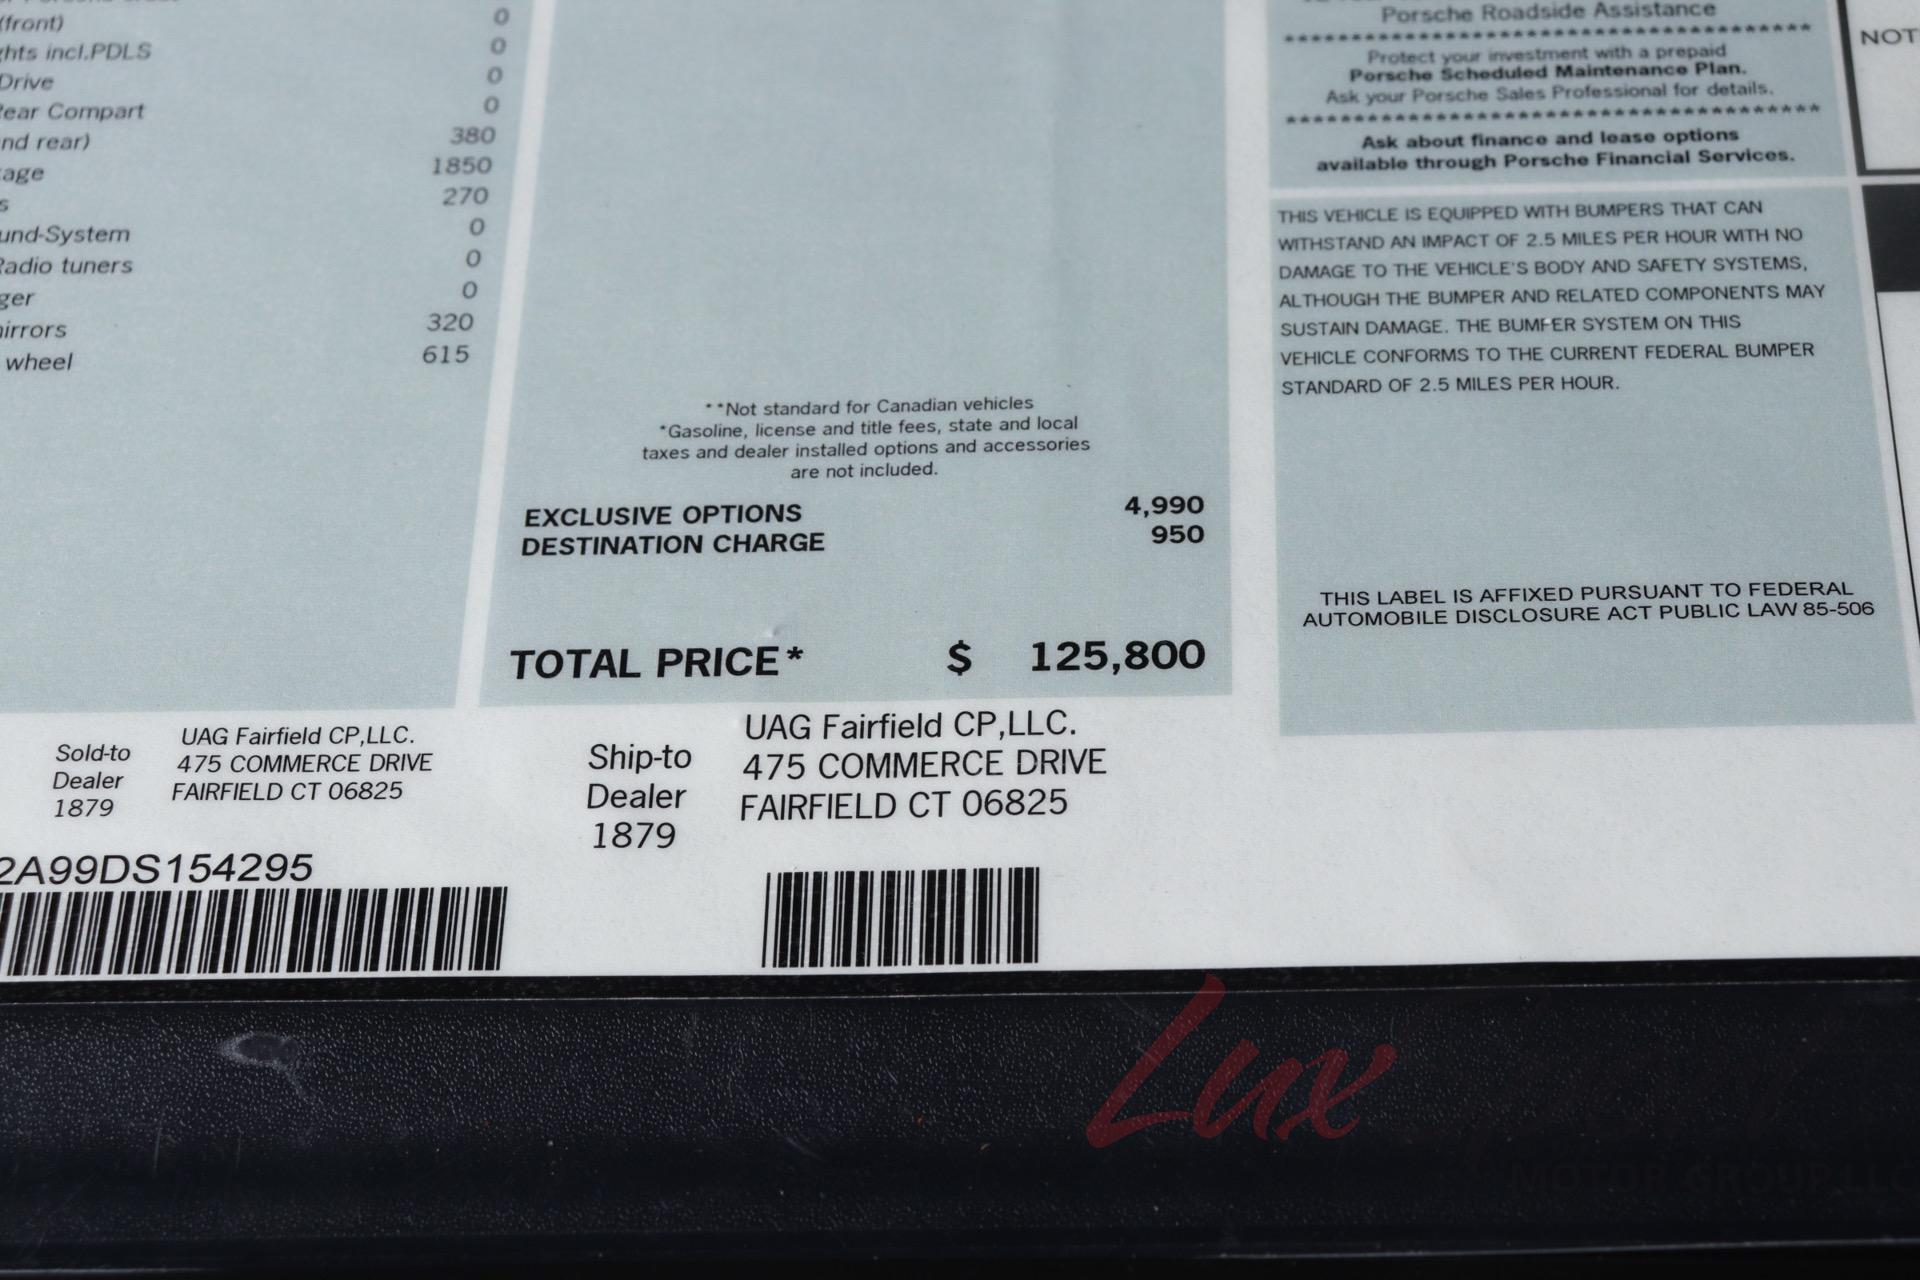 (front) 0
hts incl.PDLS 0
Drive 0
Rear Compart 0
nd rear) 380
age 1850
s 270
und-System 0
Radio tuners 0
ger 0
irrors 320
wheel 615
**Not standard for Canadian vehicles
*Gasoline, license and title fees, state and local
taxes and dealer installed options and accessories
are not included.
EXCLUSIVE OPTIONS 4,990
DESTINATION CHARGE 950
TOTAL PRICE* $ 125,800
Porsche Roadside Assistance
****************************************
Protect your investment with a prepaid
Porsche Scheduled Maintenance Plan.
Ask your Porsche Sales Professional for details.
****************************************
Ask about finance and lease options
available through Porsche Financial Services.
THIS VEHICLE IS EQUIPPED WITH BUMPERS THAT CAN
WITHSTAND AN IMPACT OF 2.5 MILES PER HOUR WITH NO
DAMAGE TO THE VEHICLE'S BODY AND SAFETY SYSTEMS,
ALTHOUGH THE BUMPER AND RELATED COMPONENTS MAY
SUSTAIN DAMAGE. THE BUMPER SYSTEM ON THIS
VEHICLE CONFORMS TO THE CURRENT FEDERAL BUMPER
STANDARD OF 2.5 MILES PER HOUR.
THIS LABEL IS AFFIXED PURSUANT TO FEDERAL
AUTOMOBILE DISCLOSURE ACT PUBLIC LAW 85-506
NOT
Sold-to
Dealer
1879
UAG Fairfield CP,LLC.
475 COMMERCE DRIVE
FAIRFIELD CT 06825
Ship-to
Dealer
1879
UAG Fairfield CP,LLC.
475 COMMERCE DRIVE
FAIRFIELD CT 06825
2A99DS154295
Lux
MOTOR GROUP, LLC